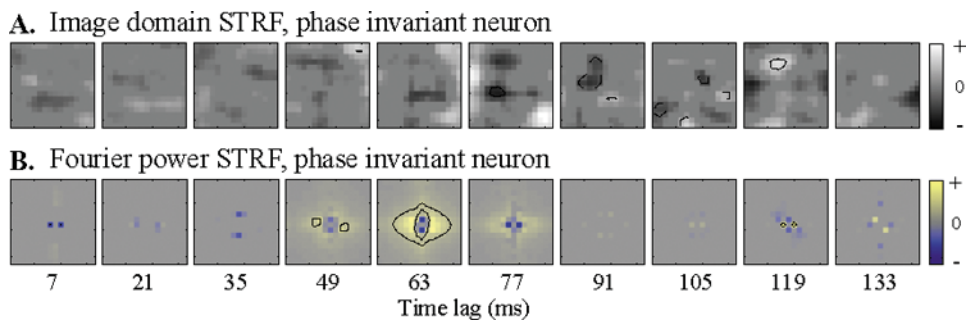 A. Image domain STRF, phase invariant neuron
+
0
-
B. Fourier power STRF, phase invariant neuron
+
0
-
7 21 35 49 63 77 91 105 119 133
Time lag (ms)